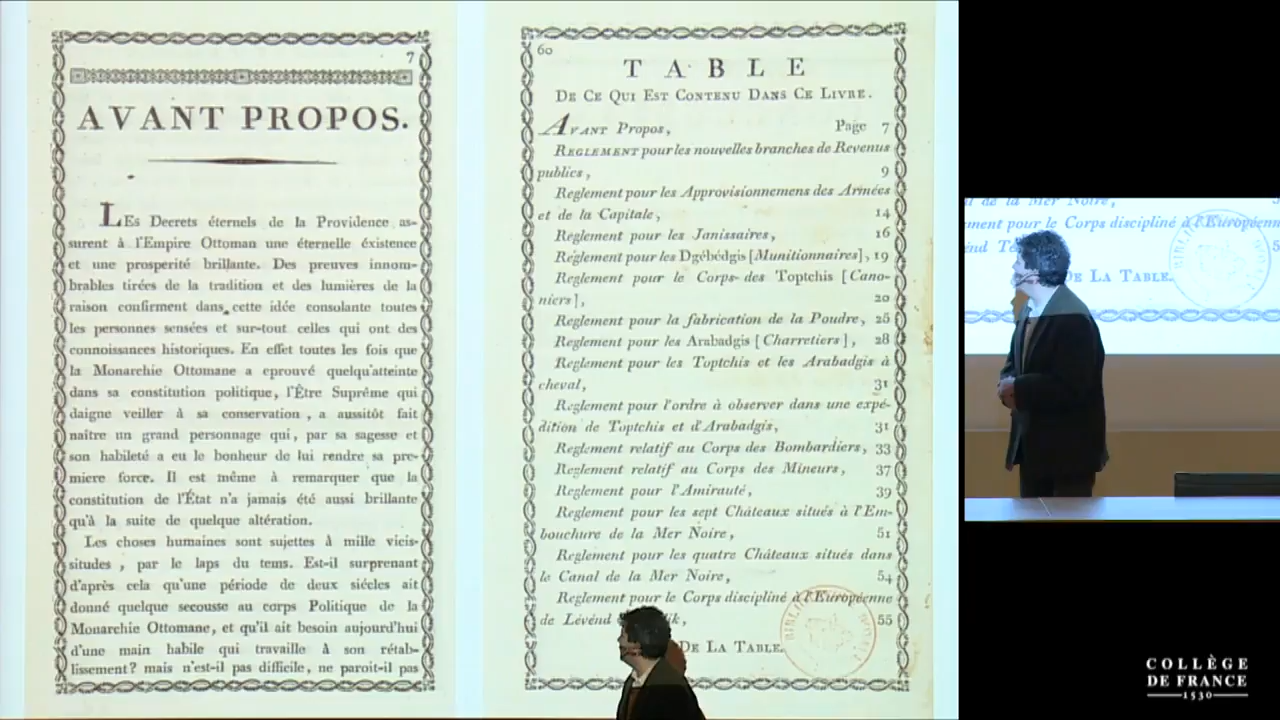 7
AVANT PROPOS.
LEs Decrets éternels de la Providence as-
surent à l'Empire Ottoman une éternelle éxistence
et une prosperité brillante. Des preuves innom-
brables tirées de la tradition et des lumières de la
raison confirment dans cette idée consolante toutes
les personnes sensées et sur-tout celles qui ont des
connoissances historiques. En effet toutes les fois que
la Monarchie Ottomane a eprouvé quelqu'atteinte
dans sa constitution politique, l'Être Suprême qui
daigne veiller à sa conservation, a aussitôt fait
naître un grand personnage qui, par sa sagesse et
son habileté a eu le bonheur de lui rendre sa pre-
miere force. Il est même à remarquer que la
constitution de l'État n'a jamais été aussi brillante
qu'à la suite de quelque altération.
Les choses humaines sont sujettes à mille vicis-
situdes, par le laps du tems. Est-il surprenant
d'après cela qu'une période de deux siécles ait
donné quelque secousse au corps Politique de la
Monarchie Ottomane, et qu'il ait besoin aujourd'hui
d'une main habile qui travaille à son rétab-
lissement? mais n'est-il pas difficile, ne paroit-il pas
60
TABLE
DE CE QUI EST CONTENU DANS CE LIVRE.
AVANT Propos, Page 7
REGLEMENT pour les nouvelles branches de Revenus
publics, 9
Reglement pour les Approvisionnemens des Armées
et de la Capitale, 14
Reglement pour les Janissaires, 16
Reglement pour les Dgébédgis [Munitionnaires], 19
Reglement pour le Corps des Toptchis [Cano-
niers], 20
Reglement pour la fabrication de la Poudre, 25
Reglement pour les Arabadgis [Charretiers], 28
Reglement pour les Toptchis et les Arabadgis à
cheval, 31
Reglement pour l'ordre à observer dans une expé-
dition de Toptchis et d'Arabadgis, 31
Reglement relatif au Corps des Bombardiers, 33
Reglement relatif au Corps des Mineurs, 37
Reglement pour l'Amirauté, 39
Reglement pour les sept Châteaux situés à l'Em-
bouchure de la Mer Noire, 51
Reglement pour les quatre Châteaux situés dans
le Canal de la Mer Noire, 54
Reglement pour le Corps discipliné à l'Européenne
de Lévénd 55
DE LA TABLE.
de la Mer Noire,
pour le Corps discipliné à l'Européenne
DE LA TABLE.
COLLÈGE
DE FRANCE
1530